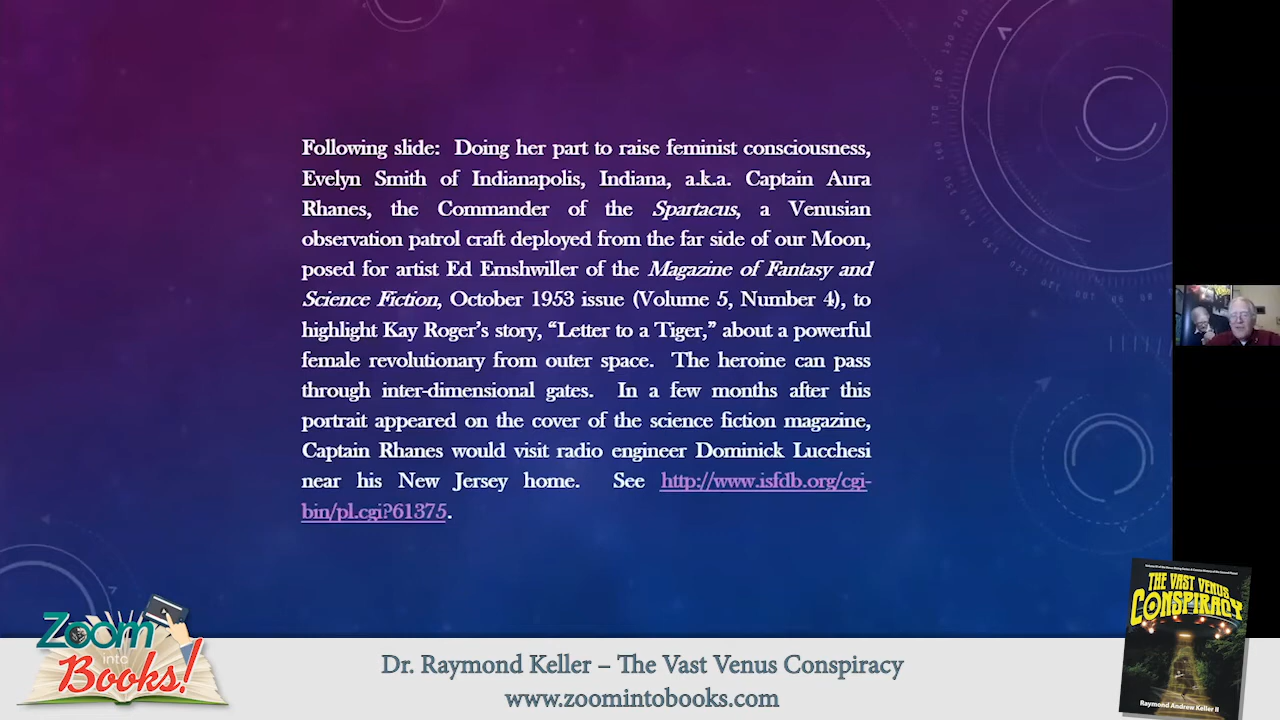 Following slide: Doing her part to raise feminist consciousness,
Evelyn Smith of Indianapolis, Indiana, a.k.a. Captain Aura
Rhanes, the Commander of the Spartacus, a Venusian
observation patrol craft deployed from the far side of our Moon,
posed for artist Ed Emshwiller of the Magazine of Fantasy and
Science Fiction, October 1953 issue (Volume 5, Number 4), to
highlight Kay Roger's story, “Letter to a Tiger,” about a powerful
female revolutionary from outer space. The heroine can pass
through inter-dimensional gates. In a few months after this
portrait appeared on the cover of the science fiction magazine,
Captain Rhanes would visit radio engineer Dominick Lucchesi
near his New Jersey home. See http://www.isfdb.org/cgi-
bin/pl.cgi?61375.
Zoom
into
Books!
Dr. Raymond Keller – The Vast Venus Conspiracy
www.zoomintobooks.com
THE VAST VENUS
CONSPIRACY
Raymond Andrew Keller II